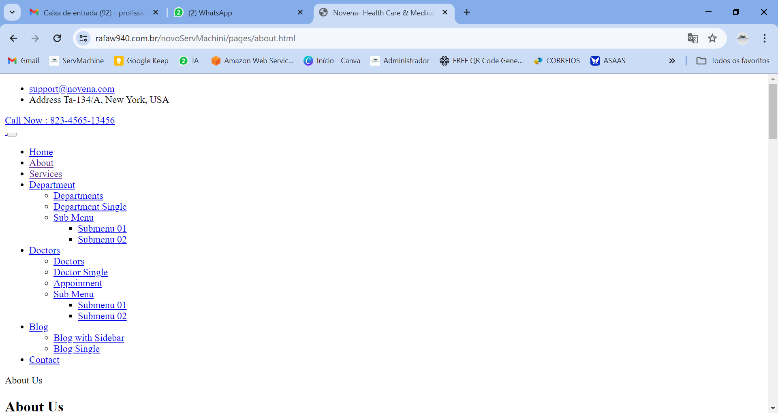 Caixa de entrada (92) - profissio
(2) WhatsApp
Novena- Health Care & Medica
rafaw940.com.br/novoServMachini/pages/about.html
Gmail
ServMachine
Google Keep
IA
Amazon Web Servic...
Início - Canva
Administrador
FREE QR Code Gene...
CORREIOS
ASAAS
»
Todos os favoritos
support@novena.com
Address Ta-134/A, New York, USA
Call Now : 823-4565-13456
Home
About
Services
Department
Departments
Department Single
Sub Menu
Submenu 01
Submenu 02
Doctors
Doctors
Doctor Single
Appoinment
Sub Menu
Submenu 01
Submenu 02
Blog
Blog with Sidebar
Blog Single
Contact
About Us
About Us